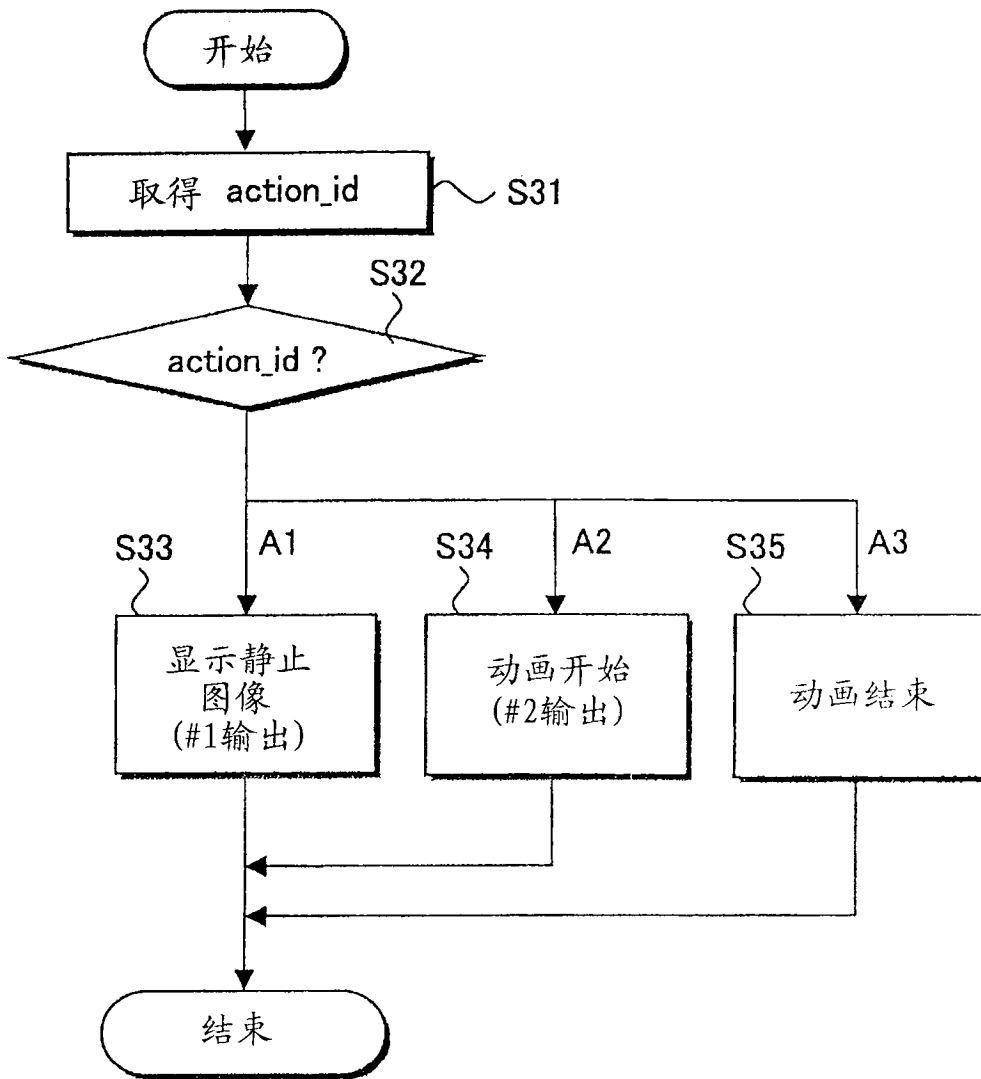 开始
取得 action_id
S31
S32
action_id ?
S33
A1
S34
A2
S35
A3
显示静止
图像
(#1输出)
动画开始
(#2输出)
动画结束
结束